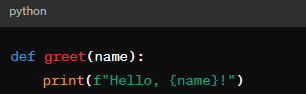 python
def greet(name):
    print(f"Hello, {name}!")